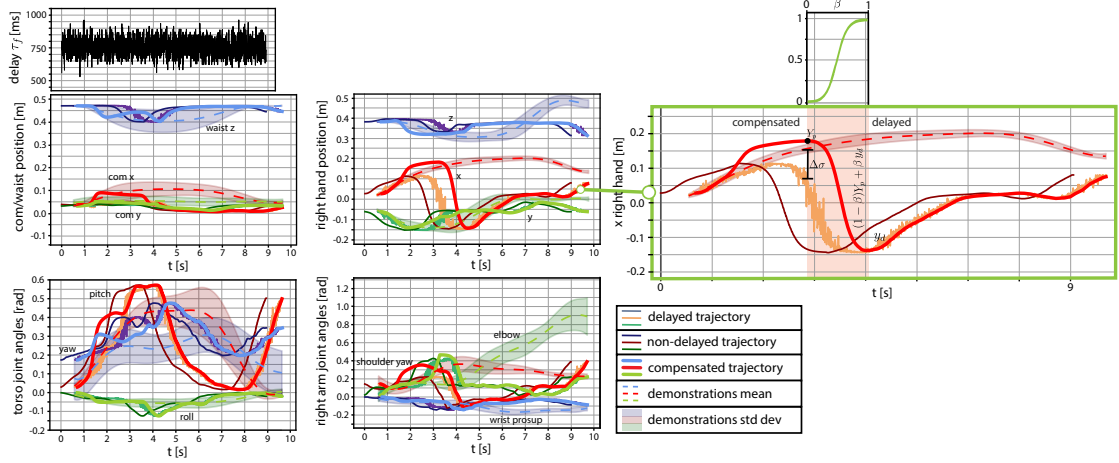 delay τf [ms]
1000
750
500
com/waist position [m]
0.5
0.4
0.3
0.2
0.1
0.0
-0.1
waist z
com x
com y
0 1 2 3 4 5 6 7 8 9 10
t [s]
right hand position [m]
0.5
0.4
0.3
0.2
0.1
0.0
-0.1
-0.2
z
x
y
0 1 2 3 4 5 6 7 8 9 10
t [s]
torso joint angles [rad]
0.6
0.5
0.4
0.3
0.2
0.1
0.0
-0.1
-0.2
pitch
yaw
roll
0 1 2 3 4 5 6 7 8 9 10
t [s]
right arm joint angles [rad]
1.2
1.0
0.8
0.6
0.4
0.2
0.0
-0.2
elbow
shoulder yaw
wrist prosup
0 1 2 3 4 5 6 7 8 9 10
t [s]
0 β 1
1
0.5
0
x right hand [m]
0.2
0.1
0.0
-0.1
-0.2
compensated
delayed
Yp
Δσ
(1 − β)Yp + β yd
yd
0 t [s] 9
delayed trajectory
non-delayed trajectory
compensated trajectory
demonstrations mean
demonstrations std dev